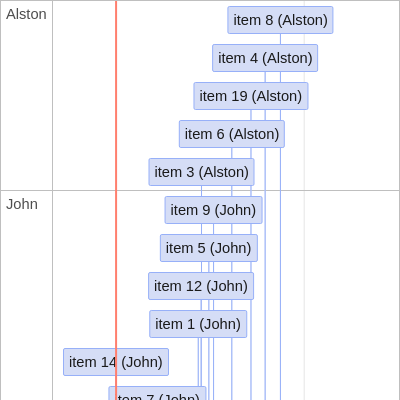 Alston
item 8 (Alston)
item 4 (Alston)
item 19 (Alston)
item 6 (Alston)
item 3 (Alston)
John
item 9 (John)
item 5 (John)
item 12 (John)
item 1 (John)
item 14 (John)
item 7 (John)